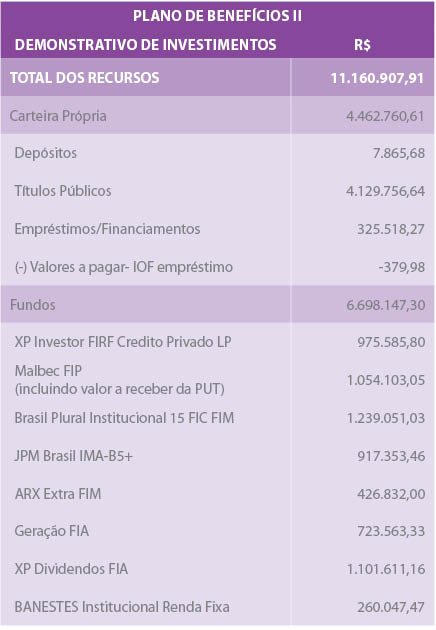 PLANO DE BENEFÍCIOS II
DEMONSTRATIVO DE INVESTIMENTOS R$
TOTAL DOS RECURSOS 11.160.907,91
Carteira Própria 4.462.760,61
Depósitos 7.865,68
Títulos Públicos 4.129.756,64
Empréstimos/Financiamentos 325.518,27
(-) Valores a pagar- IOF empréstimo -379,98
Fundos 6.698.147,30
XP Investor FIRF Credito Privado LP 975.585,80
Malbec FIP
(incluindo valor a receber da PUT) 1.054.103,05
Brasil Plural Institucional 15 FIC FIM 1.239.051,03
JPM Brasil IMA-B5+ 917.353,46
ARX Extra FIM 426.832,00
Geração FIA 723.563,33
XP Dividendos FIA 1.101.611,16
BANESTES Institucional Renda Fixa 260.047,47